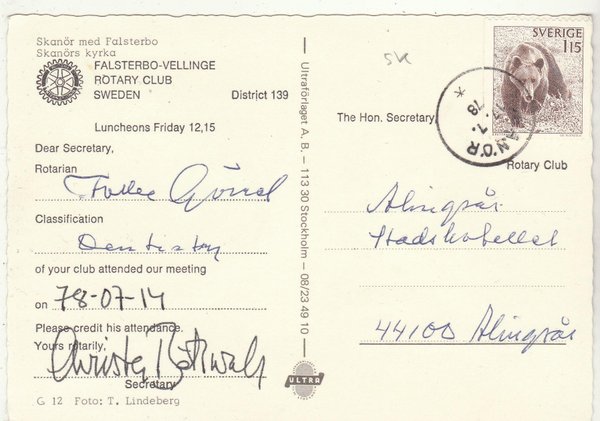 Skanör med Falsterbo
Skanörs kyrka
FALSTERBO-VELLINGE
ROTARY CLUB
SWEDEN District 139
Luncheons Friday 12,15
Dear Secretary,
Rotarian
Classification
Dentistry
of your club attended our meeting
on 78-07-14
Please credit his attendance.
Yours rotarily,
Christer
Secretary
G 12 Foto: T. Lindeberg
Ultraförlaget A. B. – 113 30 Stockholm – 08/23 49 10
ULTRA
SVERIGE
115
SKANÖR
78
The Hon. Secretary
Rotary Club
Alingsås
Stadshotellet
44100 Alingsås